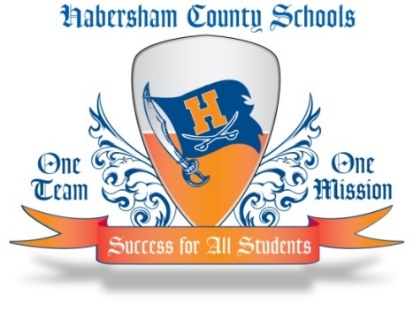 Habersham County Schools
H
One
Team
One
Mission
Success for All Students